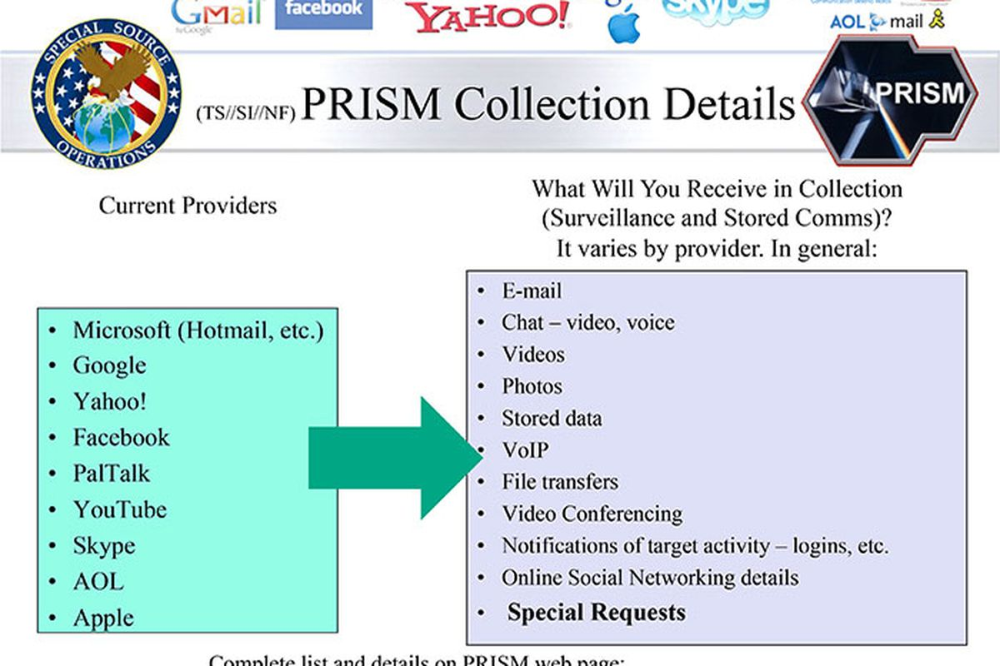 Gmail
by Google
facebook
YAHOO!
skype
AOL mail
SPECIAL SOURCE
OPERATIONS
(TS//SI//NF) PRISM Collection Details
PRISM
Current Providers
What Will You Receive in Collection
(Surveillance and Stored Comms)?
It varies by provider. In general:
• Microsoft (Hotmail, etc.)
• Google
• Yahoo!
• Facebook
• PalTalk
• YouTube
• Skype
• AOL
• Apple
• E-mail
• Chat – video, voice
• Videos
• Photos
• Stored data
• VoIP
• File transfers
• Video Conferencing
• Notifications of target activity – logins, etc.
• Online Social Networking details
• Special Requests
Complete list and details on PRISM web page: